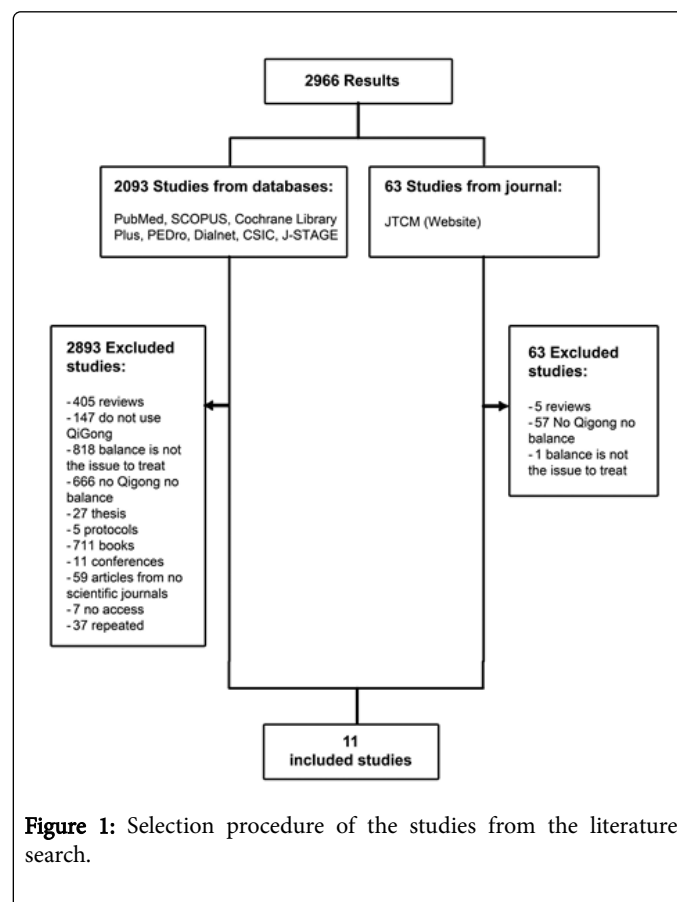 2966 Results
2093 Studies from databases:
PubMed, SCOPUS, Cochrane Library
Plus, PEDro, Dialnet, CSIC, J-STAGE
63 Studies from journal:
JTCM (Website)
2893 Excluded
studies:
- 405 reviews
- 147 do not use
QiGong
- 818 balance is not
the issue to treat
- 666 no Qigong no
balance
- 27 thesis
- 5 protocols
- 711 books
- 11 conferences
- 59 articles from no
scientific journals
- 7 no access
- 37 repeated
63 Excluded
studies:
- 5 reviews
- 57 No Qigong no
balance
- 1 balance is not
the issue to treat
11
included studies
Figure 1: Selection procedure of the studies from the literature
search.